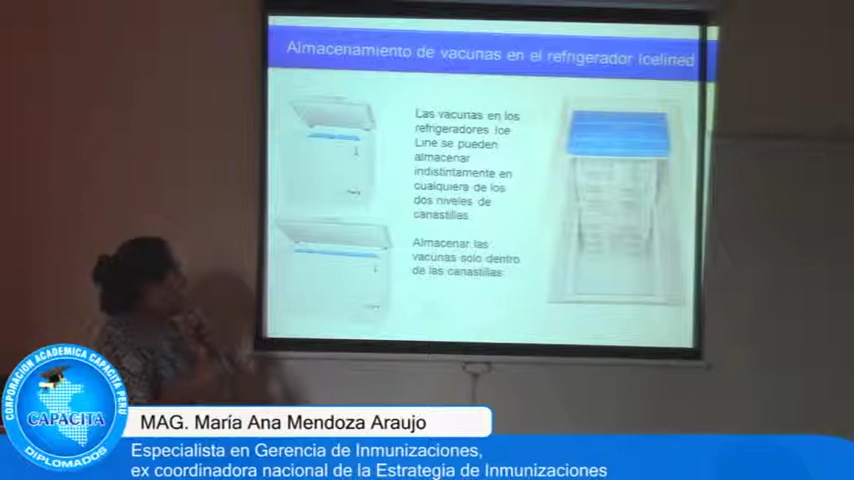 Almacenamiento de vacunas en el refrigerador Icelined
Las vacunas en los
refrigeradores Ice
Line se pueden
almacenar
indistintamente en
cualquiera de los
dos niveles de
canastillas.
Almacenar las
vacunas solo dentro
de las canastillas
CORPORACIÓN ACADEMICA CAPACITA PERU
CAPACITA
DIPLOMADOS
MAG. María Ana Mendoza Araujo
Especialista en Gerencia de Inmunizaciones,
ex coordinadora nacional de la Estrategia de Inmunizaciones